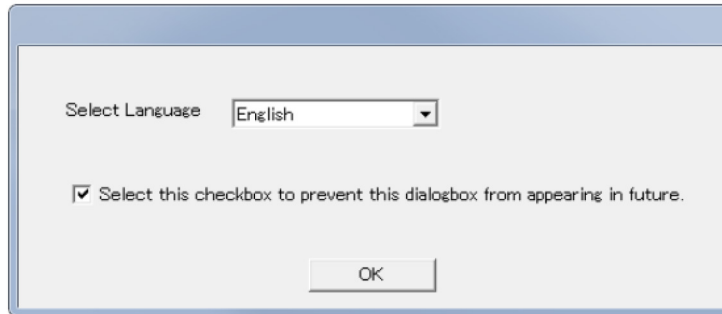 Select Language English
Select this checkbox to prevent this dialogbox from appearing in future.
OK